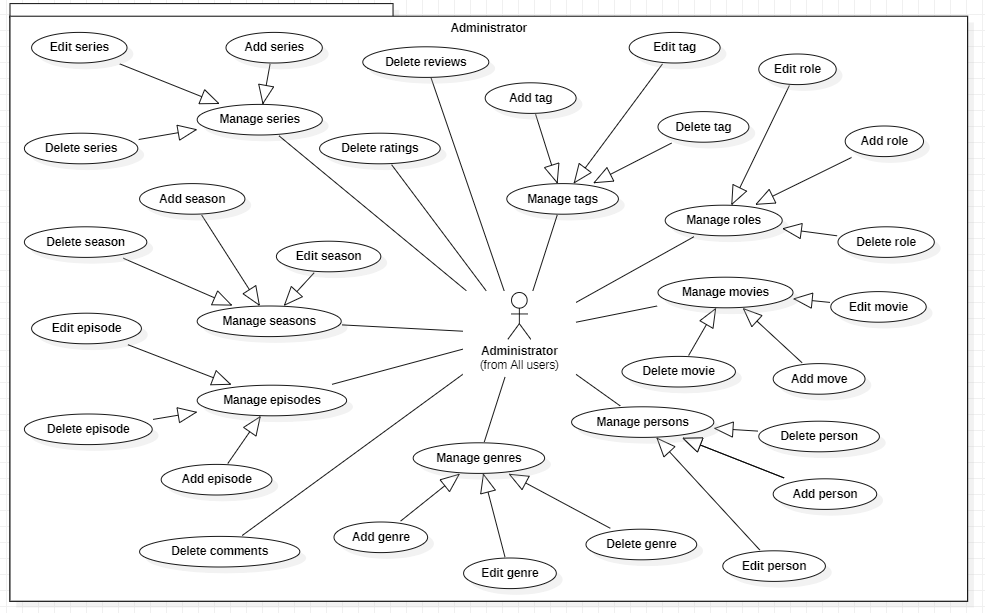 Administrator
Edit series
Add series
Delete reviews
Edit tag
Edit role
Add tag
Manage series
Delete tag
Add role
Delete series
Delete ratings
Add season
Manage tags
Manage roles
Delete season
Delete role
Edit season
Manage movies
Edit movie
Manage seasons
Edit episode
Administrator
(from All users)
Delete movie
Add move
Manage episodes
Manage persons
Delete episode
Delete person
Manage genres
Add episode
Add person
Add genre
Delete genre
Delete comments
Edit person
Edit genre